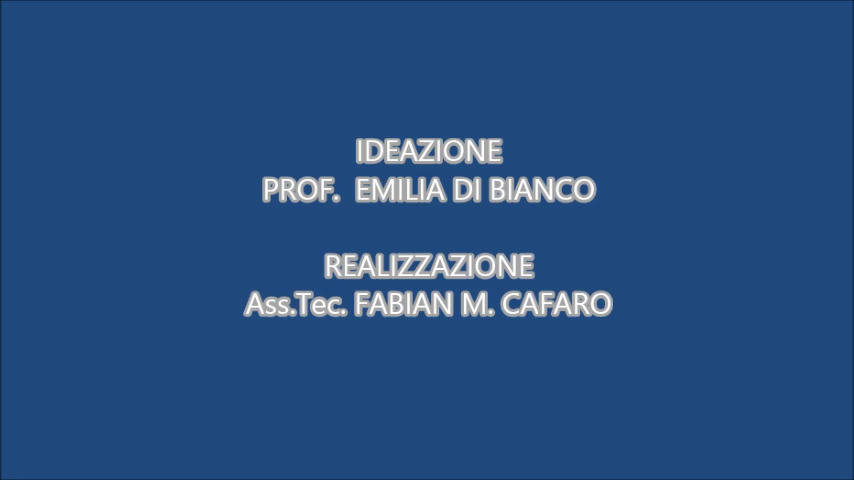 IDEAZIONE
PROF. EMILIA DI BIANCO
REALIZZAZIONE
Ass.Tec. FABIAN M. CAFARO